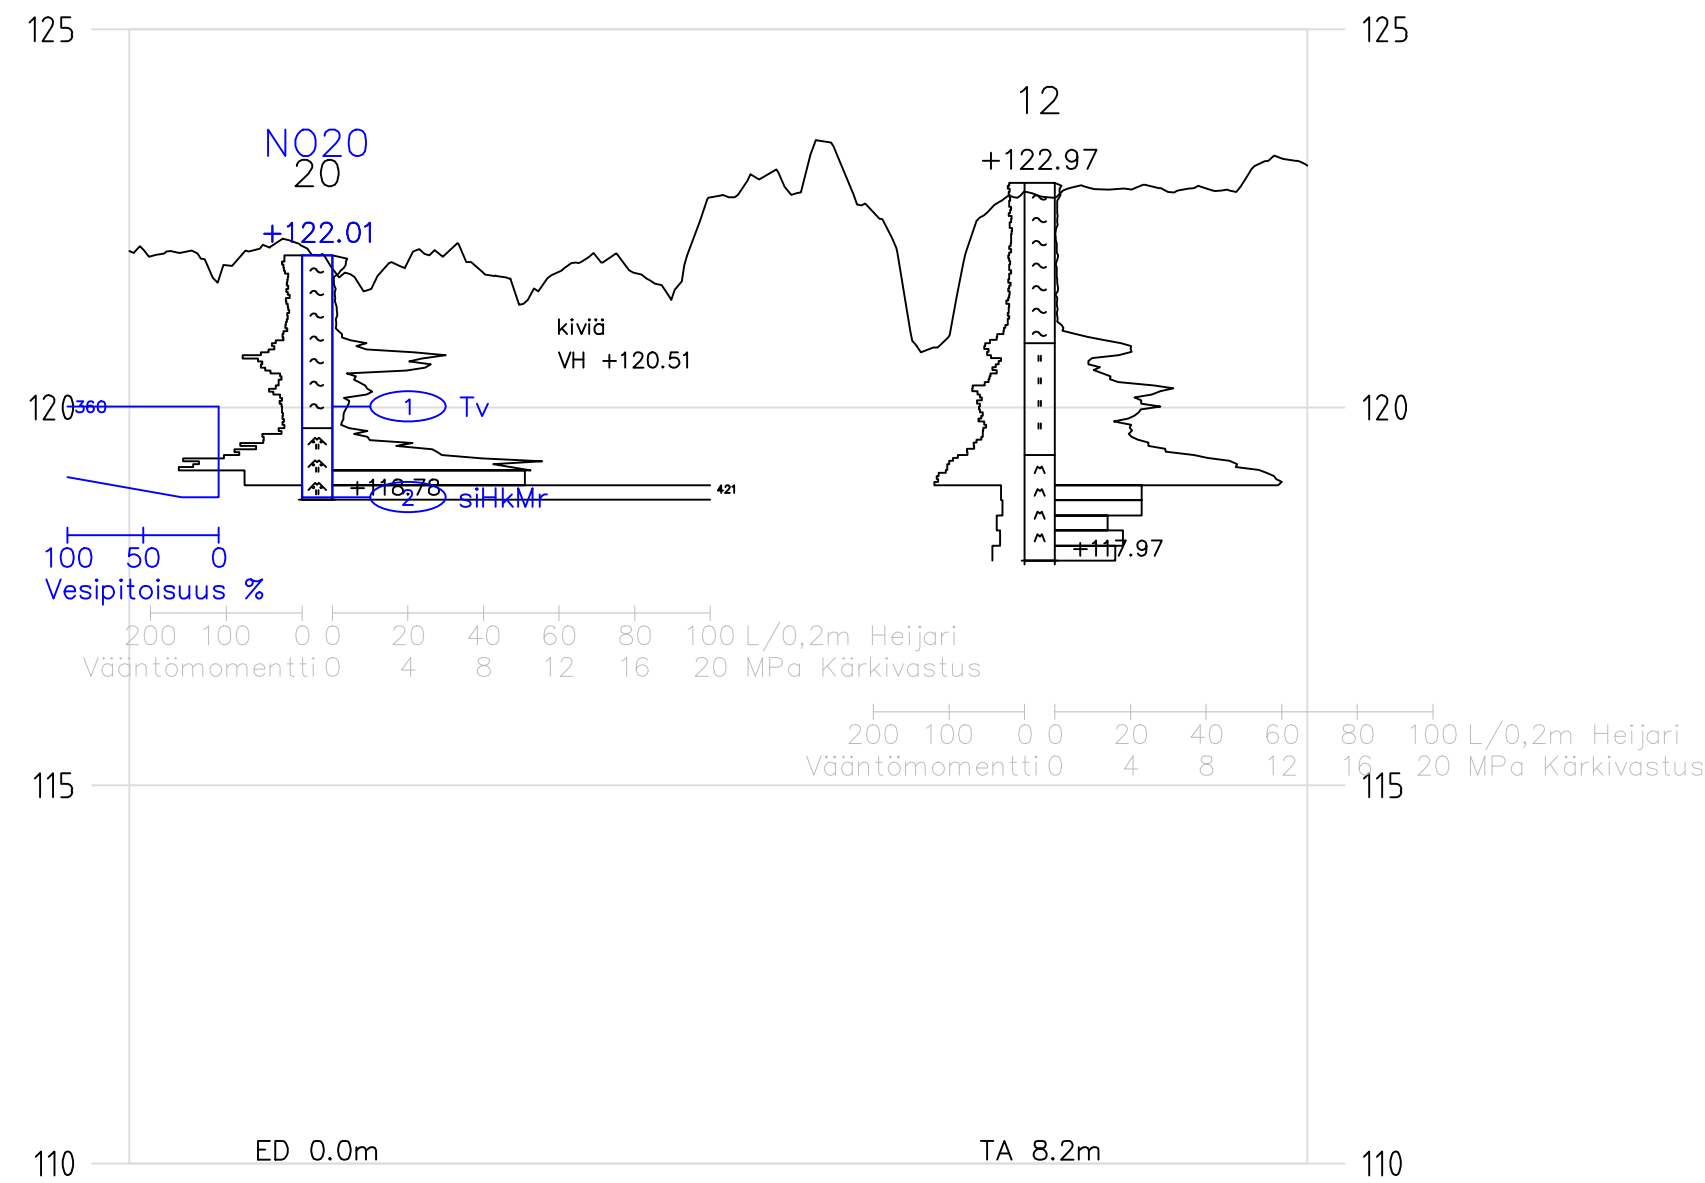 125 125
12
NO20
20
+122.97
+122.01
kiviä
VH +120.51
120 360 1 Tv 120
+118.78
2 siHkMr 421
100 50 0
+117.97
Vesipitoisuus %
200 100 0 0 20 40 60 80 100 L/0,2m Heijari
Vääntömomentti 0 4 8 12 16 20 MPa Kärkivastus
200 100 0 0 20 40 60 80 100 L/0,2m Heijari
Vääntömomentti 0 4 8 12 16 20 MPa Kärkivastus
115 115
ED 0.0m TA 8.2m
110 110